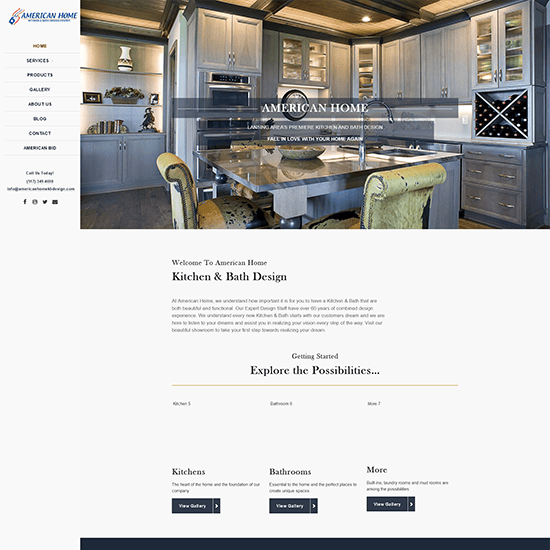 AMERICAN HOME
HOME
SERVICES
PRODUCTS
GALLERY
ABOUT US
BLOG
CONTACT
AMERICAN BID
Call Us Today!
info@americanhomekbdesign.com
AMERICAN HOME
LANSING AREA'S PREMIERE KITCHEN AND BATH DESIGN
FALL IN LOVE WITH YOUR HOME AGAIN
Welcome To American Home
Kitchen & Bath Design
At American Home, we understand how important it is for you to have a Kitchen & Bath that are
both beautiful and functional. Our Expert Design Staff have over 60 years of combined design
experience. We understand every new Kitchen & Bath starts with our customers dream and we are
here to listen to your dreams and assist you in realizing your vision every step of the way. Visit our
beautiful showroom to take your first step towards realizing your dream.
Getting Started
Explore the Possibilities...
Kitchen 5
Bathroom 6
More 7
Kitchens
The heart of the home and the foundation of our
company
View Gallery
Bathrooms
Essential to the home and the perfect places to
create unique spaces
View Gallery
More
Built-ins, laundry rooms and mud rooms are
among the possibilities
View Gallery